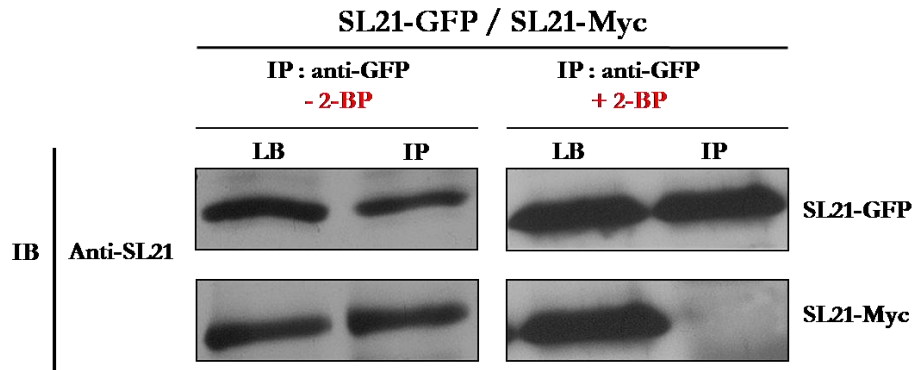 SL21-GFP / SL21-Myc
IP : anti-GFP IP : anti-GFP
- 2-BP + 2-BP
LB IP LB IP
SL21-GFP
IB Anti-SL21
SL21-Myc